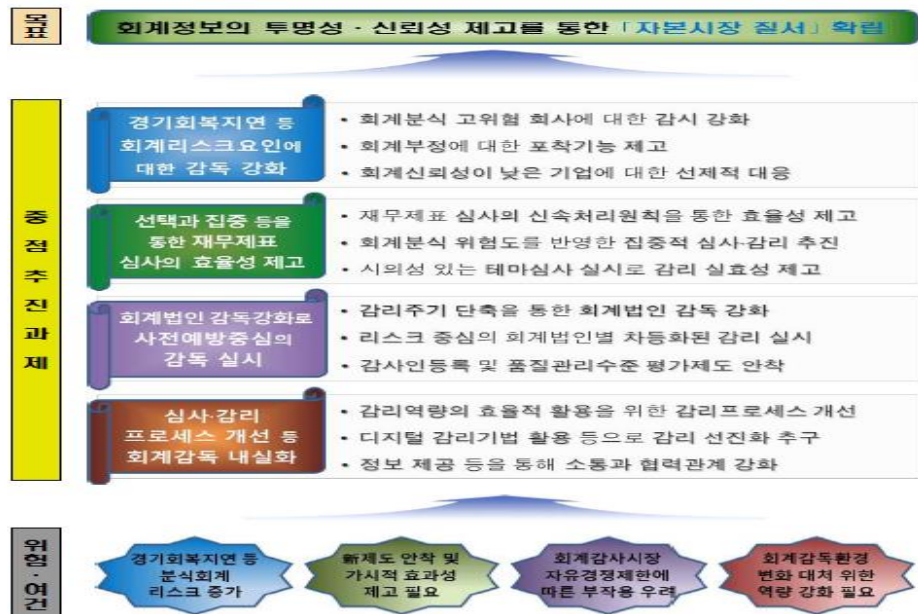 목표
회계정보의 투명성 · 신뢰성 제고를 통한 「자본시장 질서」 확립
중점추진과제
경기회복지연 등
회계리스크요인에
대한 감독 강화
• 회계분식 고위험 회사에 대한 감시 강화
• 회계부정에 대한 포착기능 제고
• 회계신뢰성이 낮은 기업에 대한 선제적 대응
선택과 집중 등을
통한 재무제표
심사의 효율성 제고
• 재무제표 심사의 신속처리원칙을 통한 효율성 제고
• 회계분식 위험도를 반영한 집중적 심사·감리 추진
• 시의성 있는 테마심사 실시로 감리 실효성 제고
회계법인 감독강화로
사전예방중심의
감독 실시
• 감리주기 단축을 통한 회계법인 감독 강화
• 리스크 중심의 회계법인별 차등화된 감리 실시
• 감사인등록 및 품질관리수준 평가제도 안착
심사·감리
프로세스 개선 등
회계감독 내실화
• 감리역량의 효율적 활용을 위한 감리프로세스 개선
• 디지털 감리기법 활용 등으로 감리 선진화 추구
• 정보 제공 등을 통해 소통과 협력관계 강화
위험·여건
경기회복지연 등
분식회계
리스크 증가
新제도 안착 및
가시적 효과성
제고 필요
회계감사시장
자유경쟁제한에
따른 부작용 우려
회계감독환경
변화 대처 위한
역량 강화 필요